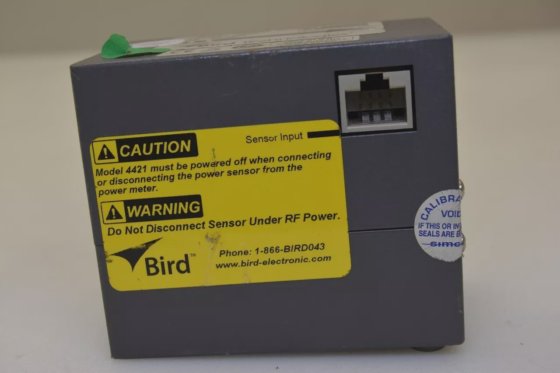 CAUTION
Sensor Input
Model 4421 must be powered off when connecting
or disconnecting the power sensor from the
power meter.
WARNING
Do Not Disconnect Sensor Under RF Power.
Bird™
Phone: 1-866-BIRD043
www.bird-electronic.com
CALIBRA
VOID
IF THIS OR
SEALS ARE